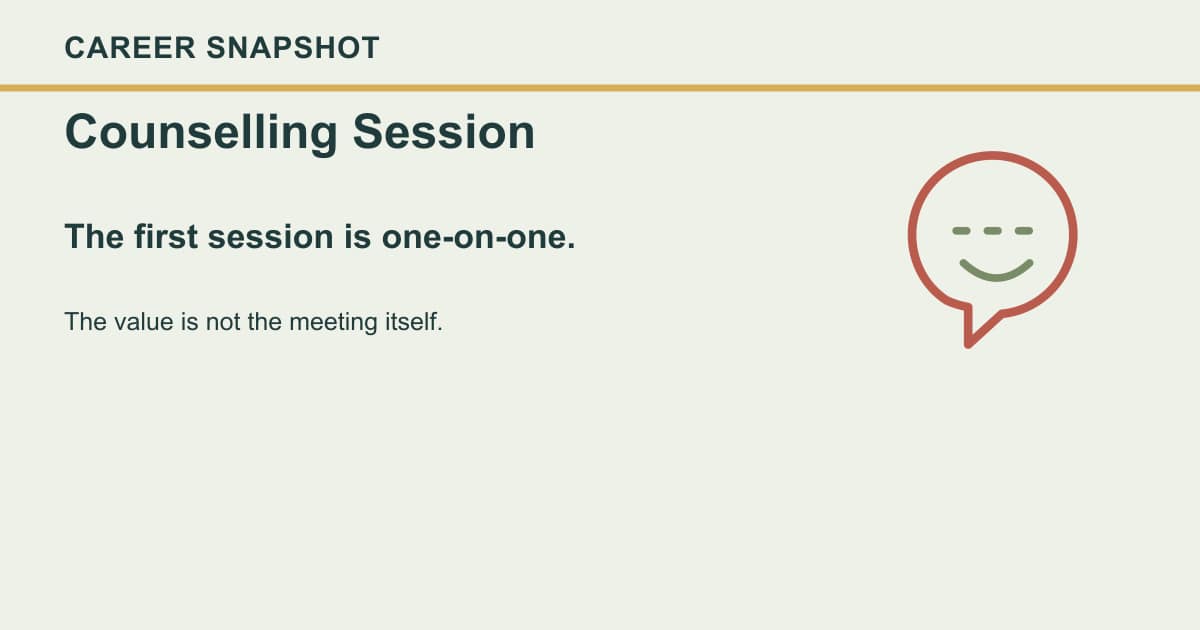 CAREER SNAPSHOT
Counselling Session
The first session is one-on-one.
The value is not the meeting itself.